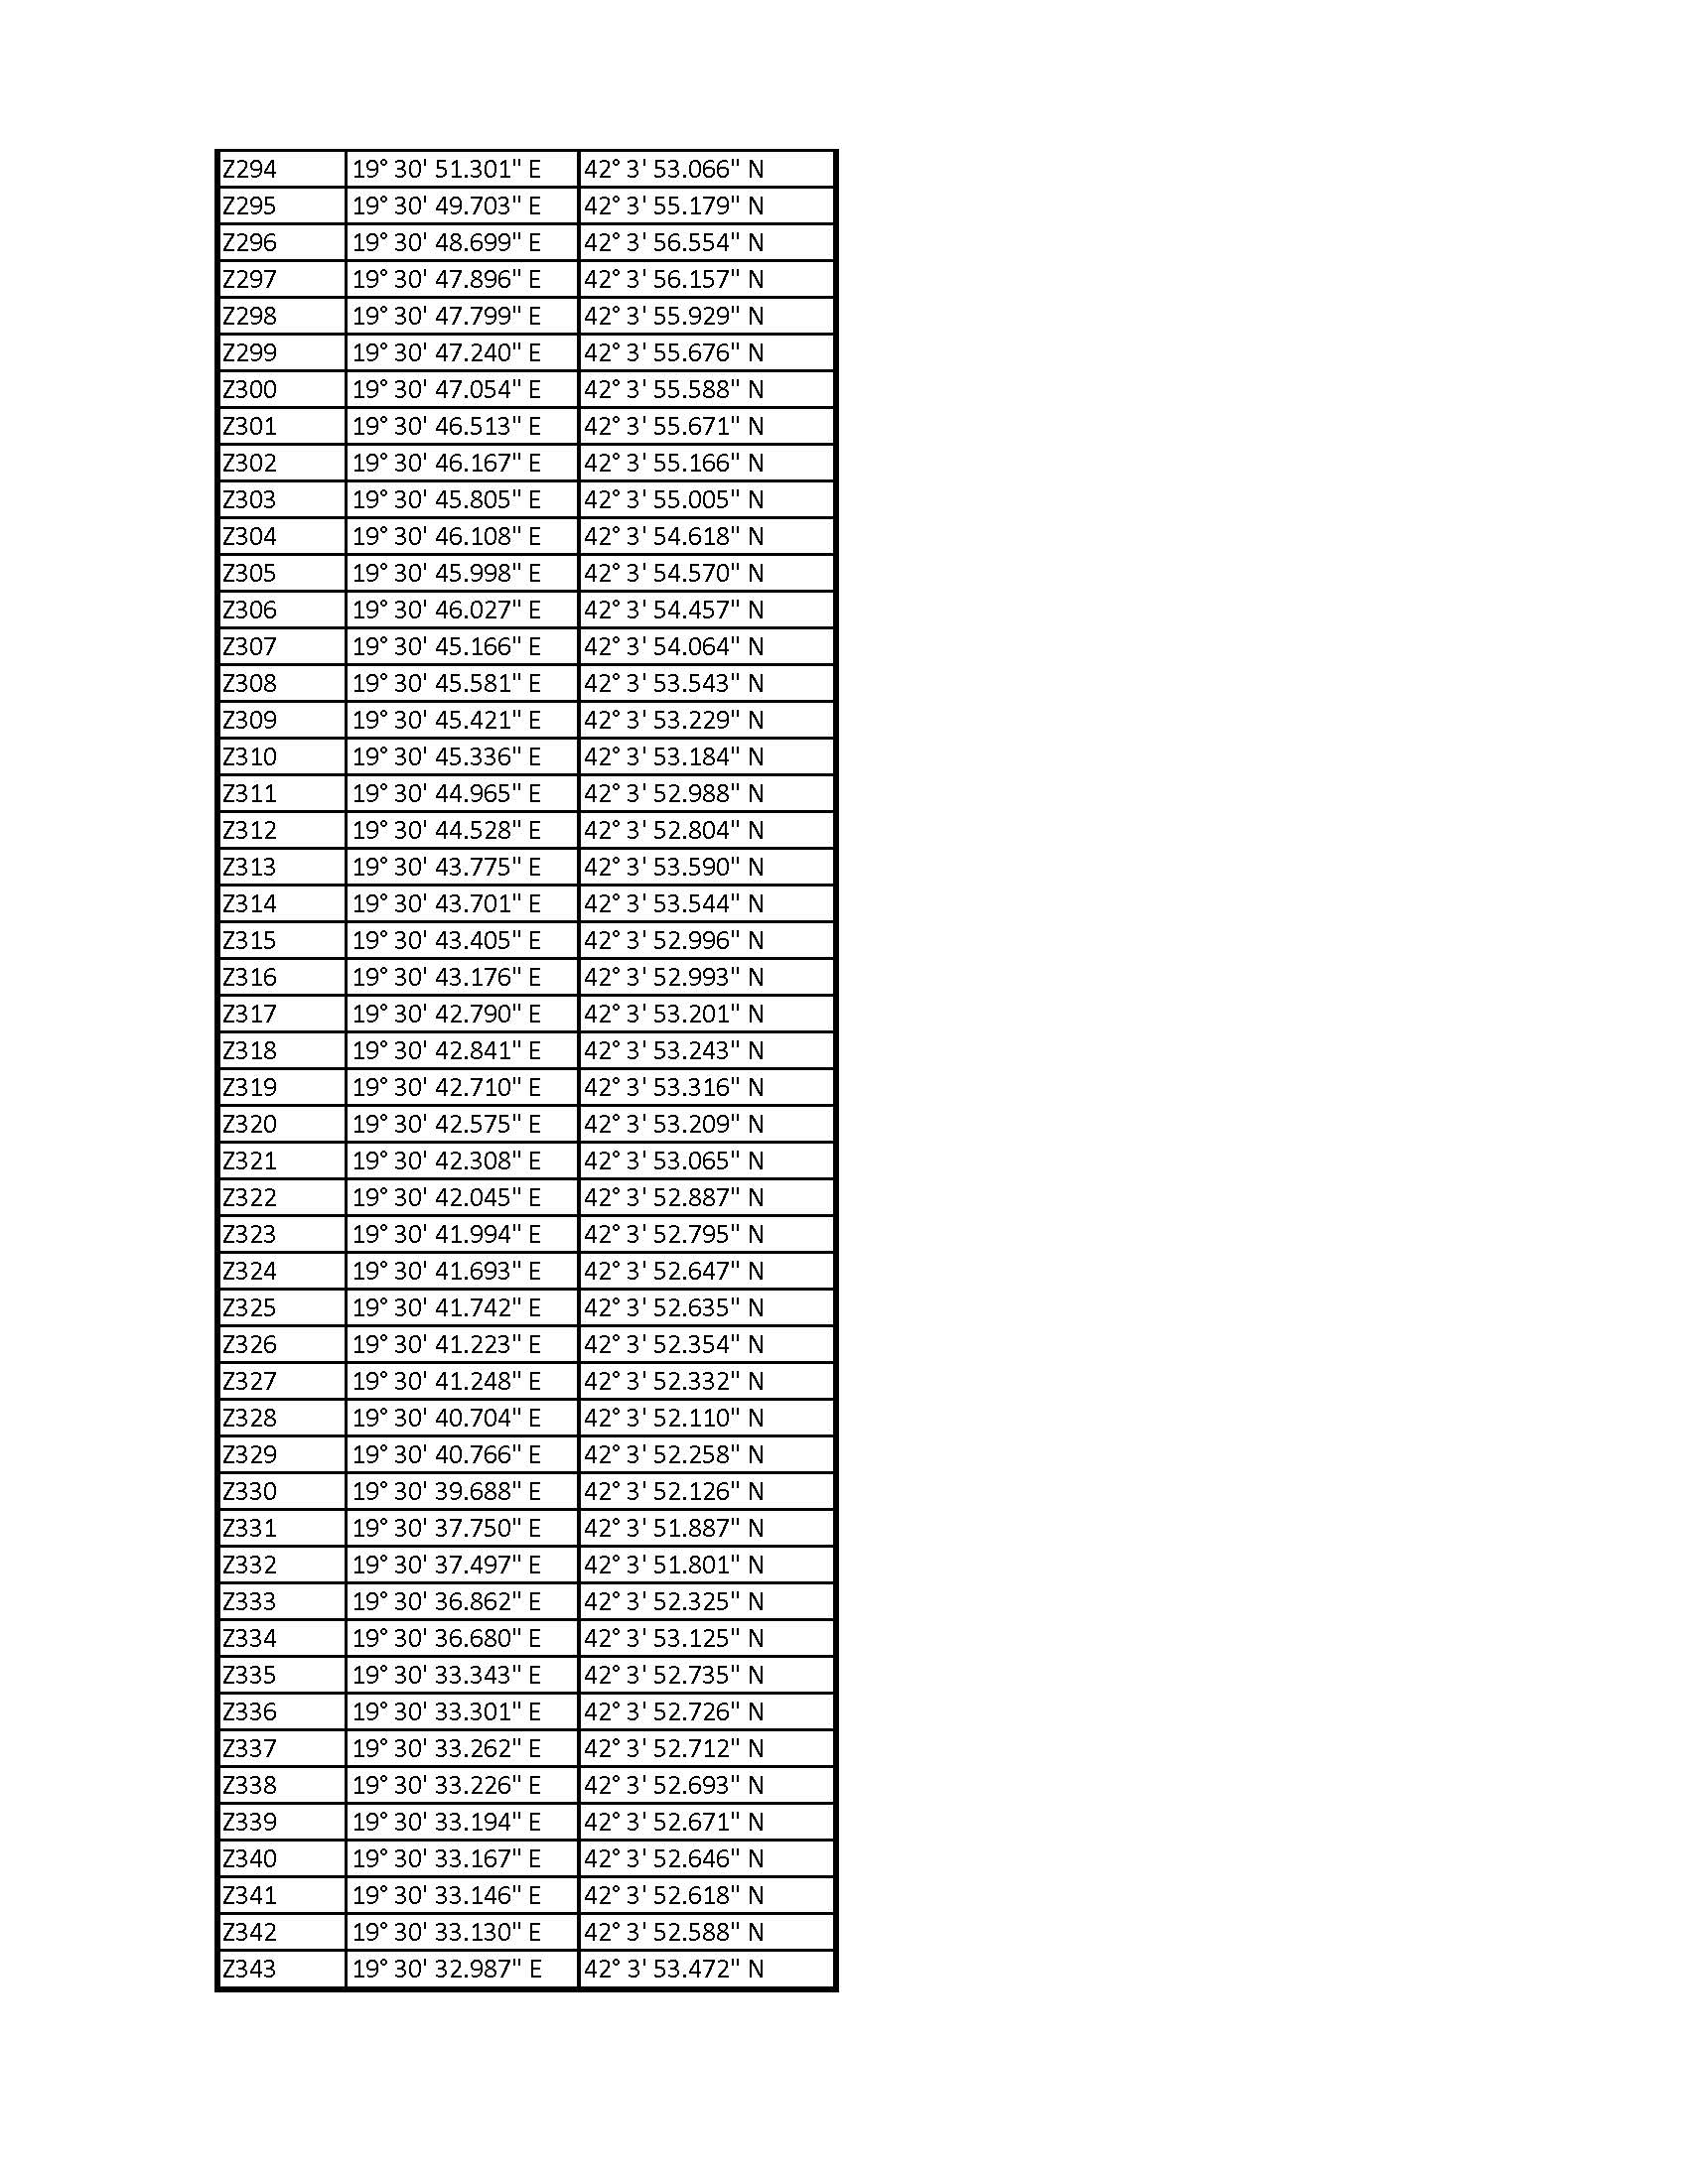 Z294 19° 30' 51.301" E 42° 3' 53.066" N
Z295 19° 30' 49.703" E 42° 3' 55.179" N
Z296 19° 30' 48.699" E 42° 3' 56.554" N
Z297 19° 30' 47.896" E 42° 3' 56.157" N
Z298 19° 30' 47.799" E 42° 3' 55.929" N
Z299 19° 30' 47.240" E 42° 3' 55.676" N
Z300 19° 30' 47.054" E 42° 3' 55.588" N
Z301 19° 30' 46.513" E 42° 3' 55.671" N
Z302 19° 30' 46.167" E 42° 3' 55.166" N
Z303 19° 30' 45.805" E 42° 3' 55.005" N
Z304 19° 30' 46.108" E 42° 3' 54.618" N
Z305 19° 30' 45.998" E 42° 3' 54.570" N
Z306 19° 30' 46.027" E 42° 3' 54.457" N
Z307 19° 30' 45.166" E 42° 3' 54.064" N
Z308 19° 30' 45.581" E 42° 3' 53.543" N
Z309 19° 30' 45.421" E 42° 3' 53.229" N
Z310 19° 30' 45.336" E 42° 3' 53.184" N
Z311 19° 30' 44.965" E 42° 3' 52.988" N
Z312 19° 30' 44.528" E 42° 3' 52.804" N
Z313 19° 30' 43.775" E 42° 3' 53.590" N
Z314 19° 30' 43.701" E 42° 3' 53.544" N
Z315 19° 30' 43.405" E 42° 3' 52.996" N
Z316 19° 30' 43.176" E 42° 3' 52.993" N
Z317 19° 30' 42.790" E 42° 3' 53.201" N
Z318 19° 30' 42.841" E 42° 3' 53.243" N
Z319 19° 30' 42.710" E 42° 3' 53.316" N
Z320 19° 30' 42.575" E 42° 3' 53.209" N
Z321 19° 30' 42.308" E 42° 3' 53.065" N
Z322 19° 30' 42.045" E 42° 3' 52.887" N
Z323 19° 30' 41.994" E 42° 3' 52.795" N
Z324 19° 30' 41.693" E 42° 3' 52.647" N
Z325 19° 30' 41.742" E 42° 3' 52.635" N
Z326 19° 30' 41.223" E 42° 3' 52.354" N
Z327 19° 30' 41.248" E 42° 3' 52.332" N
Z328 19° 30' 40.704" E 42° 3' 52.110" N
Z329 19° 30' 40.766" E 42° 3' 52.258" N
Z330 19° 30' 39.688" E 42° 3' 52.126" N
Z331 19° 30' 37.750" E 42° 3' 51.887" N
Z332 19° 30' 37.497" E 42° 3' 51.801" N
Z333 19° 30' 36.862" E 42° 3' 52.325" N
Z334 19° 30' 36.680" E 42° 3' 53.125" N
Z335 19° 30' 33.343" E 42° 3' 52.735" N
Z336 19° 30' 33.301" E 42° 3' 52.726" N
Z337 19° 30' 33.262" E 42° 3' 52.712" N
Z338 19° 30' 33.226" E 42° 3' 52.693" N
Z339 19° 30' 33.194" E 42° 3' 52.671" N
Z340 19° 30' 33.167" E 42° 3' 52.646" N
Z341 19° 30' 33.146" E 42° 3' 52.618" N
Z342 19° 30' 33.130" E 42° 3' 52.588" N
Z343 19° 30' 32.987" E 42° 3' 53.472" N